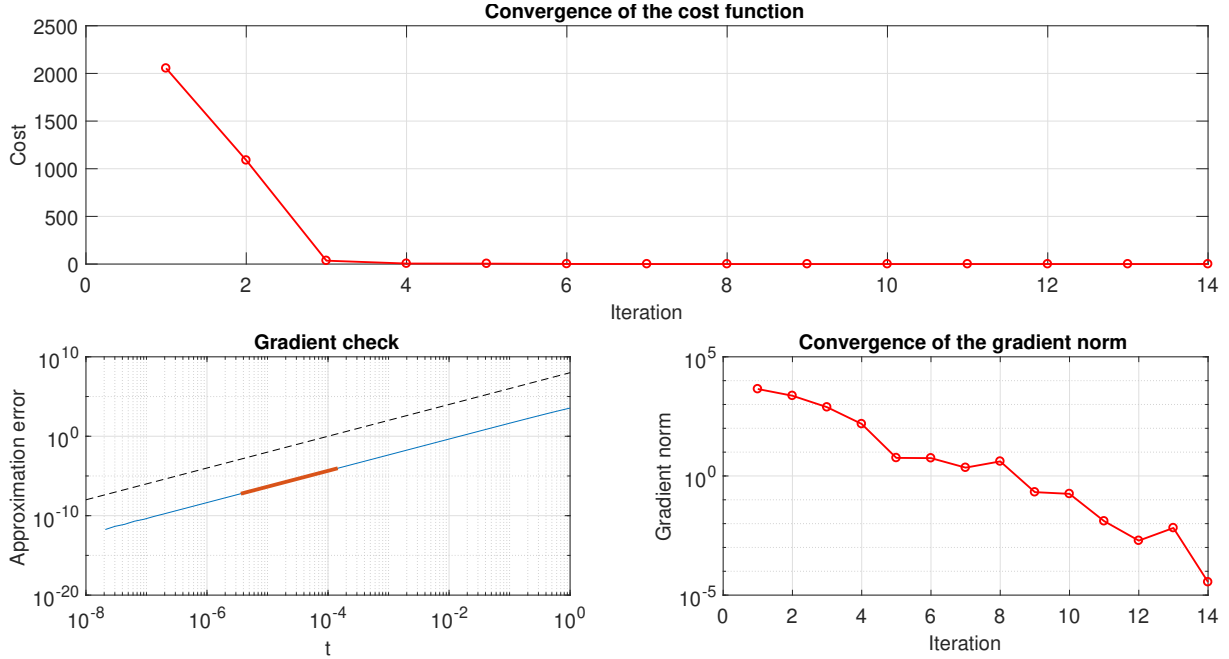 Convergence of the cost function
2500
2000
1500
1000
500
0
Cost
0 2 4 6 8 10 12 14
Iteration
Gradient check
10^10
10^0
10^-10
10^-20
Approximation error
10^-8 10^-6 10^-4 10^-2 10^0
t
Convergence of the gradient norm
10^5
10^0
10^-5
Gradient norm
0 2 4 6 8 10 12 14
Iteration